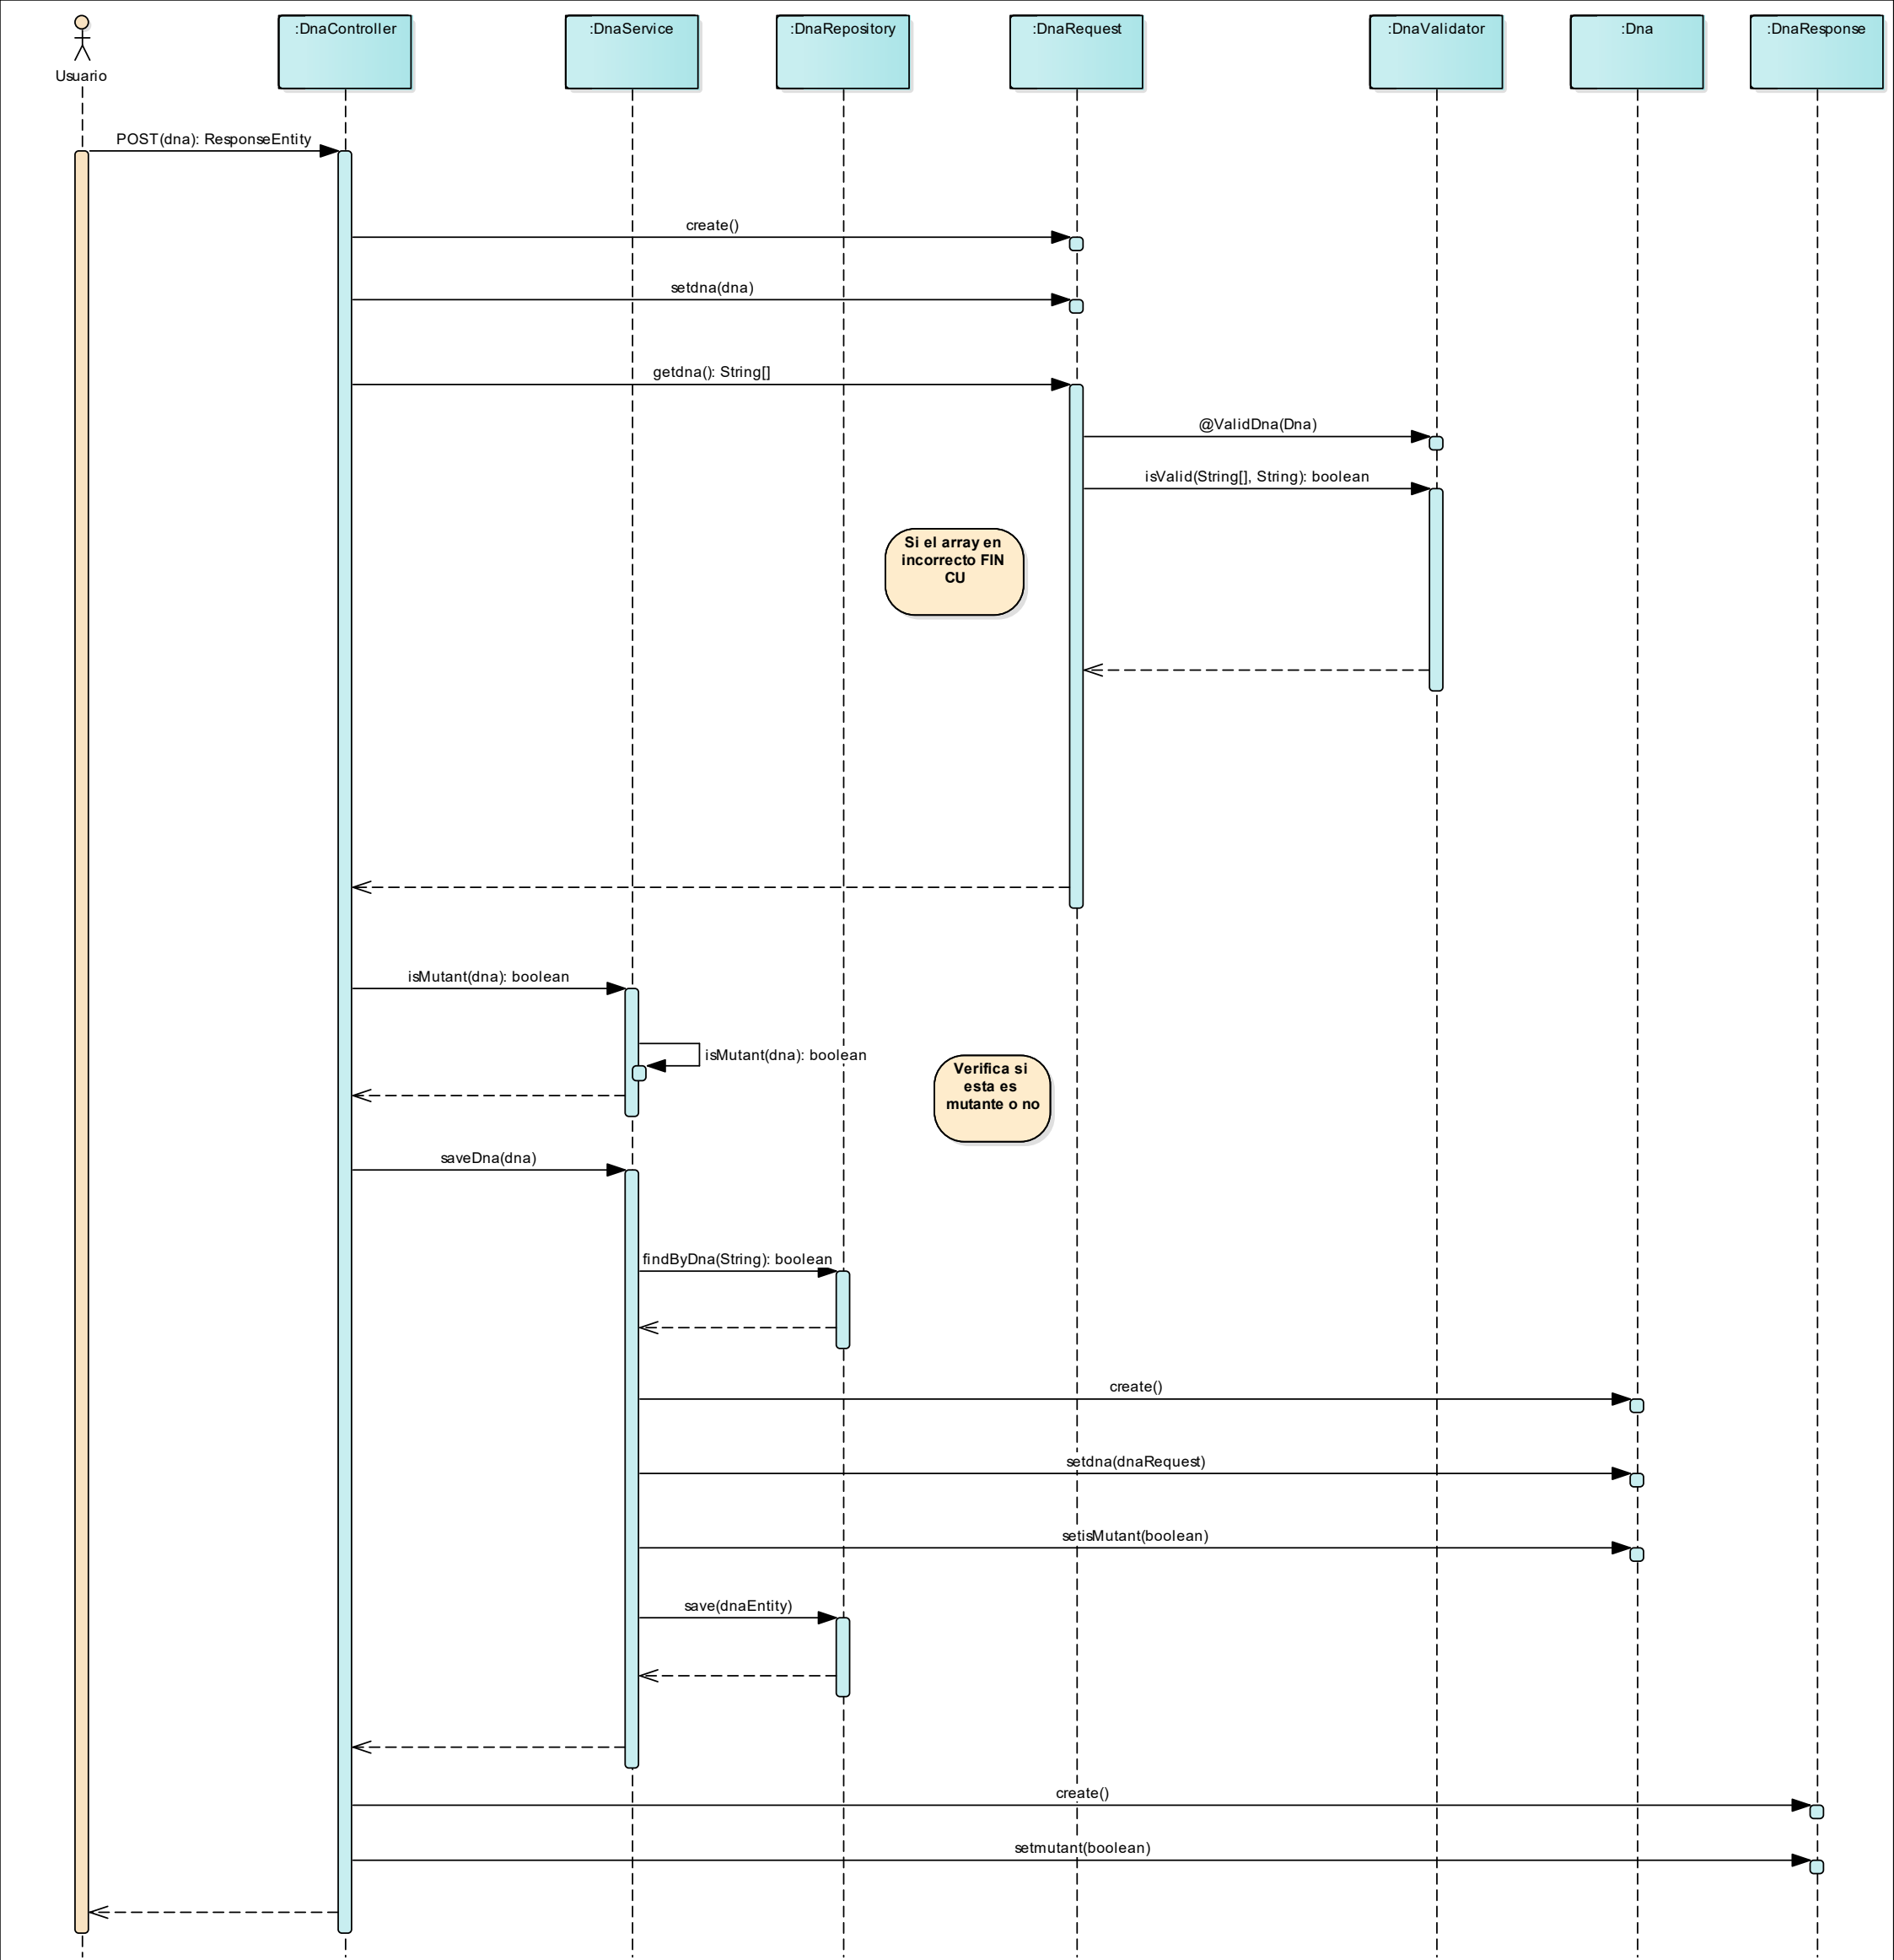 :DnaController
:DnaService
:DnaRepository
:DnaRequest
:DnaValidator
:Dna
:DnaResponse
Usuario
POST(dna): ResponseEntity
create()
setdna(dna)
getdna(): String[]
@ValidDna(Dna)
isValid(String[], String): boolean
Si el array en
incorrecto FIN
CU
isMutant(dna): boolean
isMutant(dna): boolean
Verifica si
esta es
mutante o no
saveDna(dna)
findByDna(String): boolean
create()
setdna(dnaRequest)
setisMutant(boolean)
save(dnaEntity)
create()
setmutant(boolean)